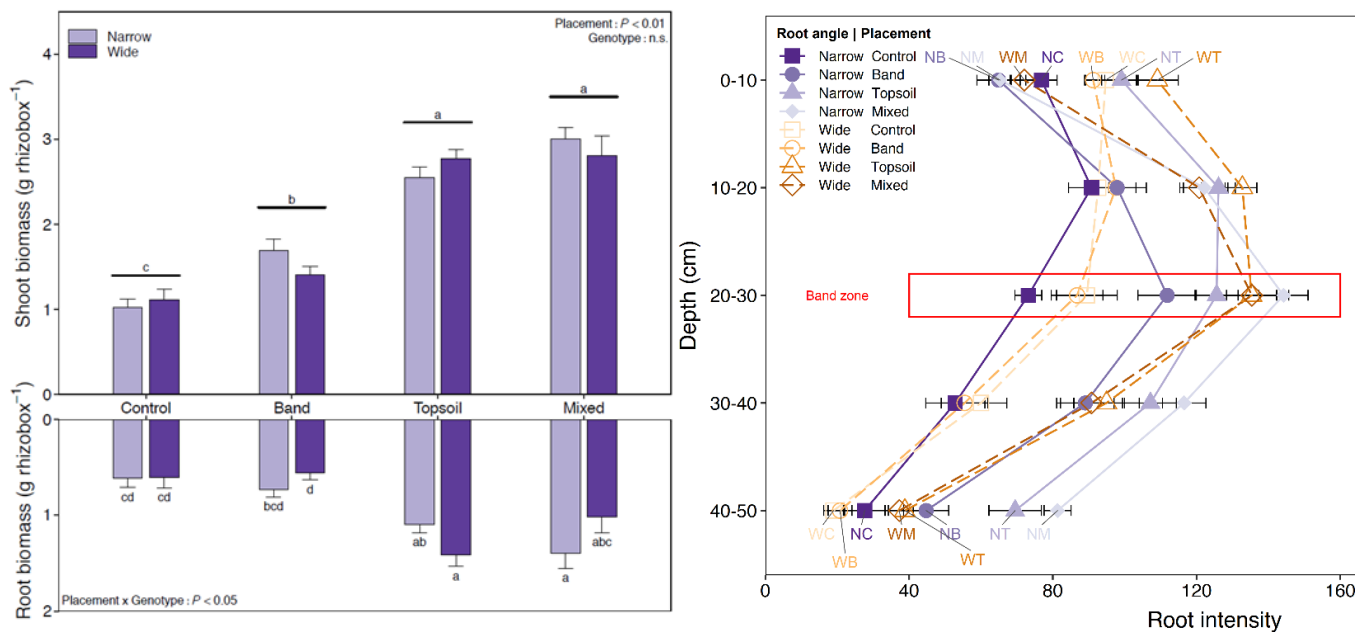 Narrow
Wide
Placement : P < 0.01
Genotype : n.s.
Shoot biomass (g rhizobox⁻¹)
4
3
2
1
0
c
b
a
a
Control
Band
Topsoil
Mixed
Root biomass (g rhizobox⁻¹)
0
1
2
cd
cd
bcd
d
ab
a
a
abc
Placement x Genotype : P < 0.05
Root angle | Placement
Narrow Control
Narrow Band
Narrow Topsoil
Narrow Mixed
Wide Control
Wide Band
Wide Topsoil
Wide Mixed
NB
NM
WM
NC
WB
WC
NT
WT
Depth (cm)
0-10
10-20
20-30
30-40
40-50
Band zone
WC
NC
WM
NB
NT
NM
WB
WT
0
40
80
120
160
Root intensity